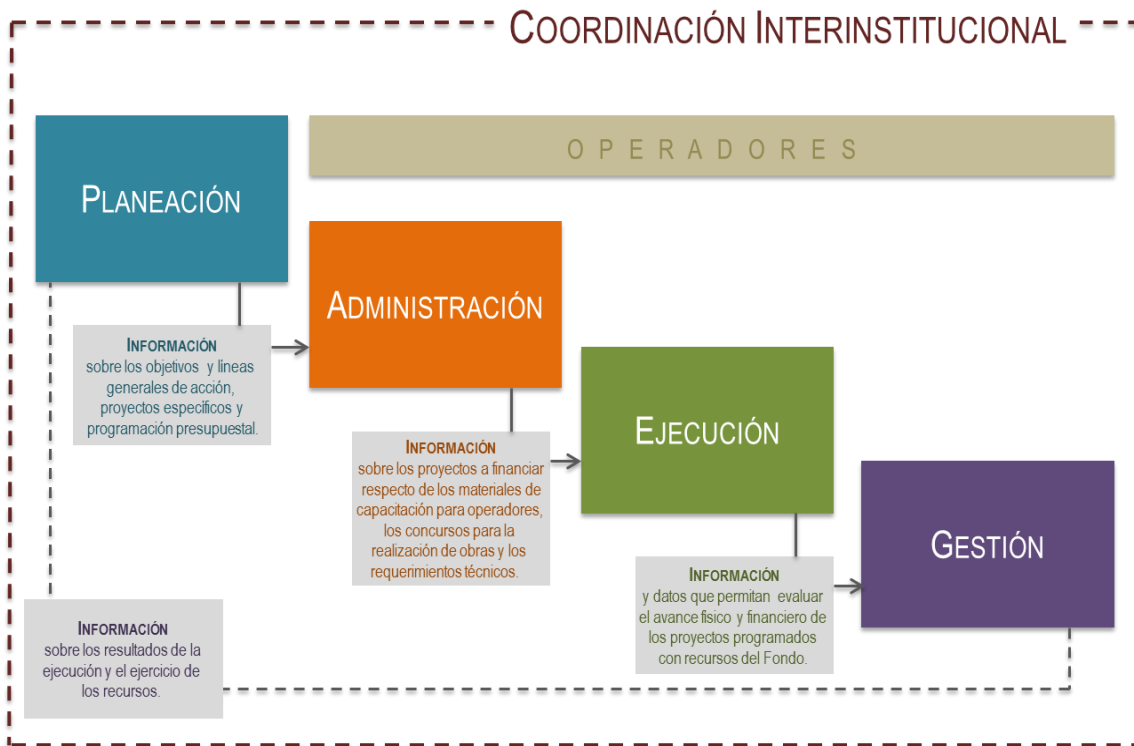 COORDINACIÓN INTERINSTITUCIONAL
OPERADORES
PLANEACIÓN
ADMINISTRACIÓN
INFORMACIÓN
sobre los objetivos y líneas
generales de acción,
proyectos específicos y
programación presupuestal.
EJECUCIÓN
INFORMACIÓN
sobre los proyectos a financiar
respecto de los materiales de
capacitación para operadores,
los concursos para la
realización de obras y los
requerimientos técnicos.
GESTIÓN
INFORMACIÓN
y datos que permitan evaluar
el avance físico y financiero de
los proyectos programados
con recursos del Fondo.
INFORMACIÓN
sobre los resultados de la
ejecución y el ejercicio de
los recursos.